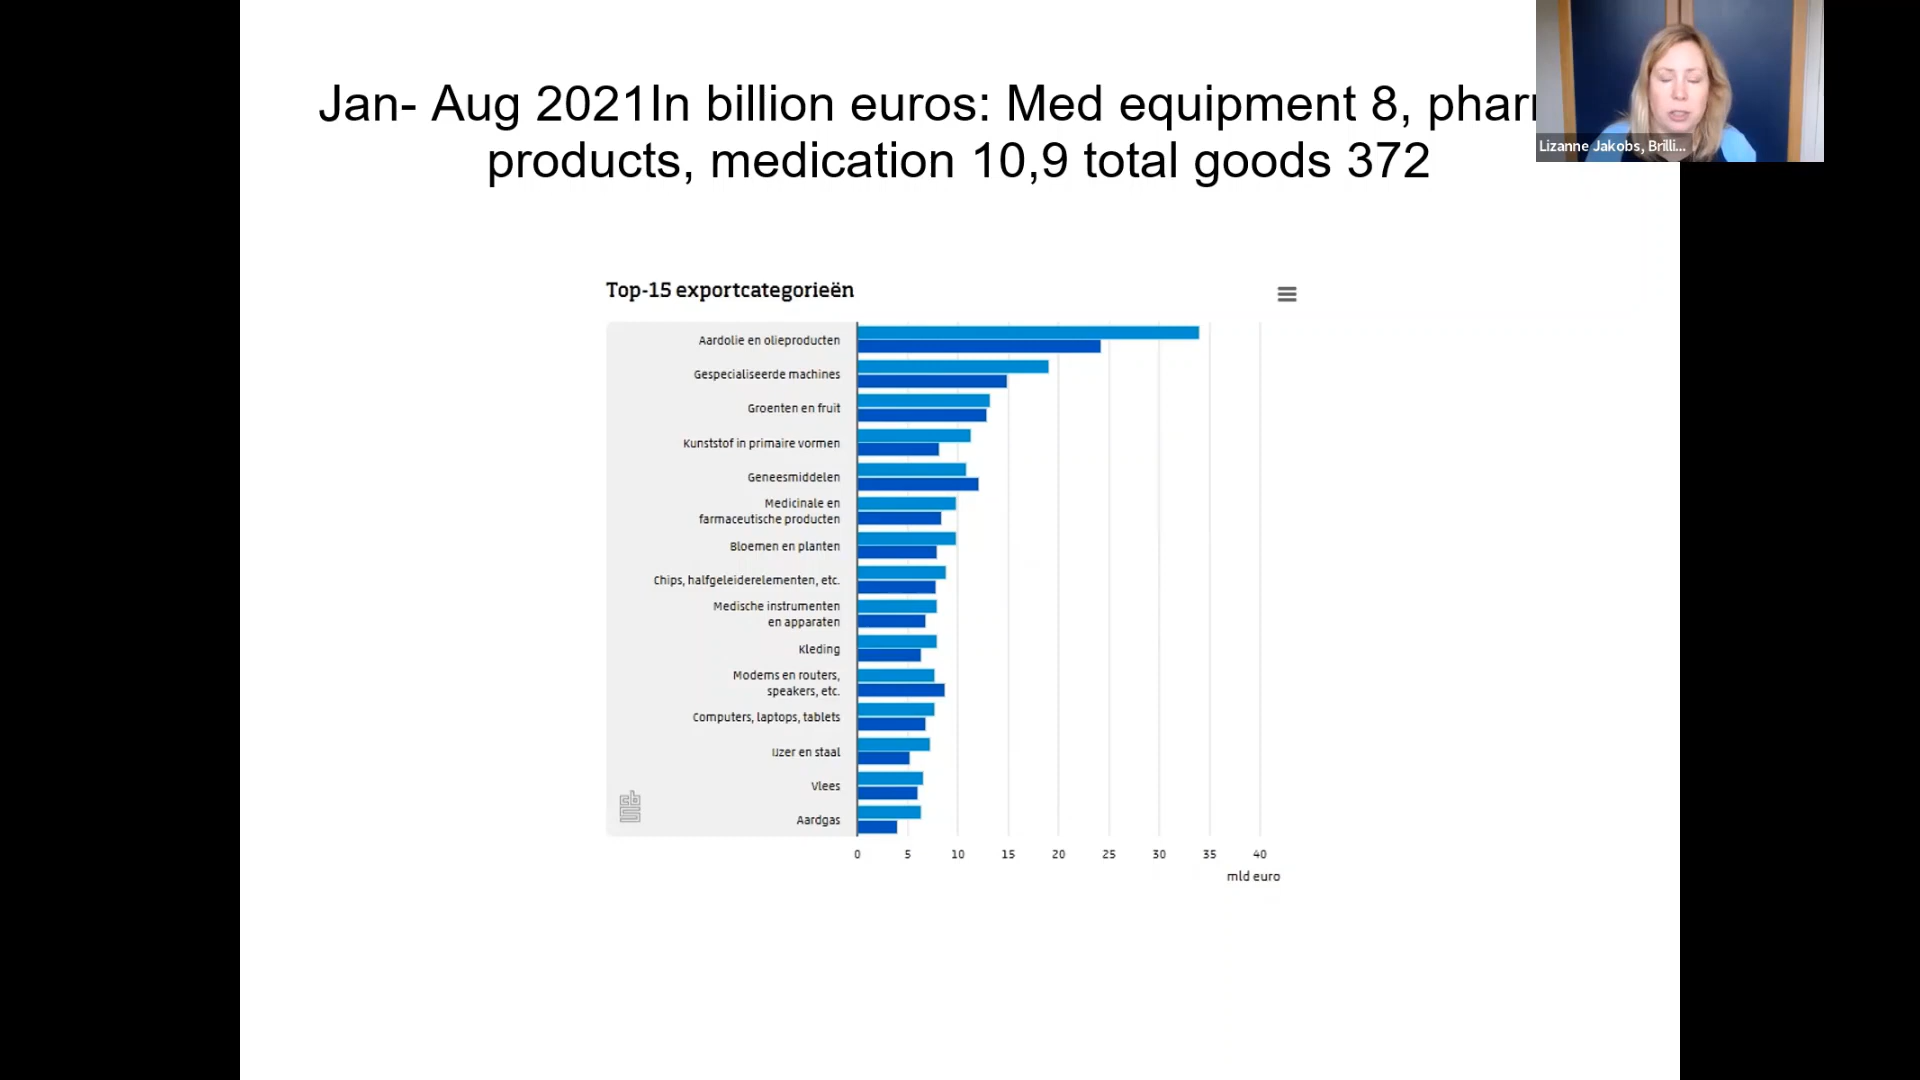 Jan- Aug 2021In billion euros: Med equipment 8, phar
products, medication 10,9 total goods 372
Lizanne Jakobs, Brilli...
Top-15 exportcategorieën
Aardolie en olieproducten
Gespecialiseerde machines
Groenten en fruit
Kunststof in primaire vormen
Geneesmiddelen
Medicinale en
farmaceutische producten
Bloemen en planten
Chips, halfgeleiderelementen, etc.
Medische instrumenten
en apparaten
Kleding
Modems en routers,
speakers, etc.
Computers, laptops, tablets
IJzer en staal
Vlees
Aardgas
cbs
0 5 10 15 20 25 30 35 40
mld euro